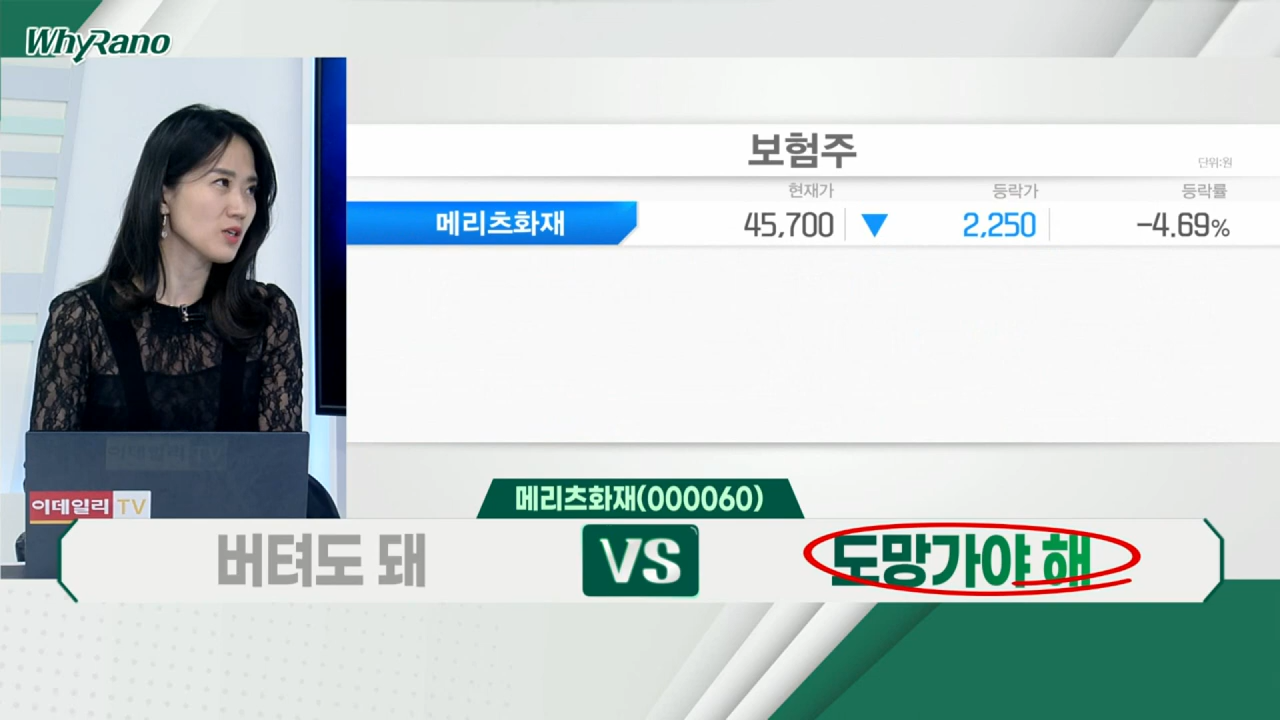 WhyRano
보험주
단위:원
현재가 등락가 등락률
메리츠화재 45,700 ▼ 2,250 -4.69%
이데일리 TV
메리츠화재(000060)
버텨도 돼 VS 도망가야 해